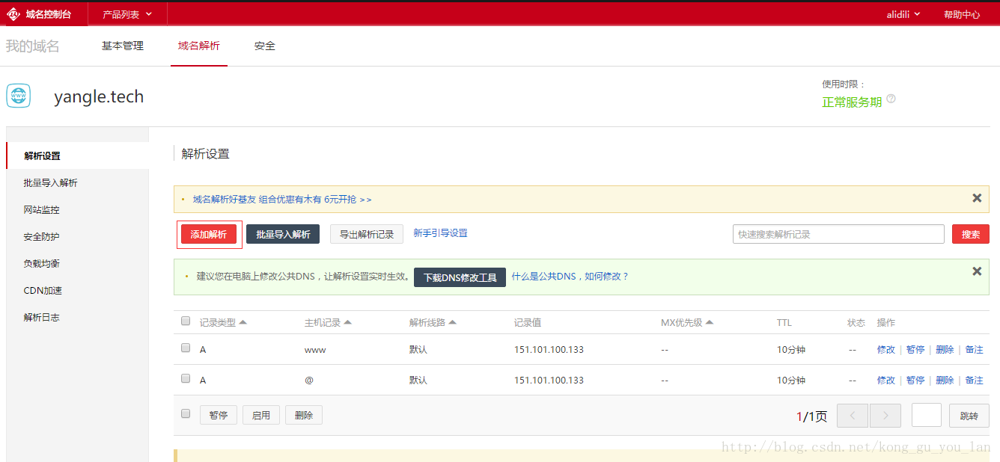 域名控制台 产品列表 alidili 帮助中心
我的域名 基本管理 域名解析 安全
www yangle.tech
使用时限：
正常服务期 ?
解析设置
批量导入解析
网站监控
安全防护
负载均衡
CDN加速
解析日志
解析设置
域名解析好基友 组合优惠有木有 6元开抢 >>
添加解析 批量导入解析 导出解析记录 新手引导设置 快速搜索解析记录 搜索
建议您在电脑上修改公共DNS，让解析设置实时生效。 下载DNS修改工具 什么是公共DNS，如何修改？
记录类型 主机记录 解析线路 记录值 MX优先级 TTL 状态 操作
A www 默认 151.101.100.133 -- 10分钟 -- 修改 | 暂停 | 删除 | 备注
A @ 默认 151.101.100.133 -- 10分钟 -- 修改 | 暂停 | 删除 | 备注
暂停 启用 删除 1/1页 < > 跳转
http://blog.csdn.net/kong_gu_you_lan